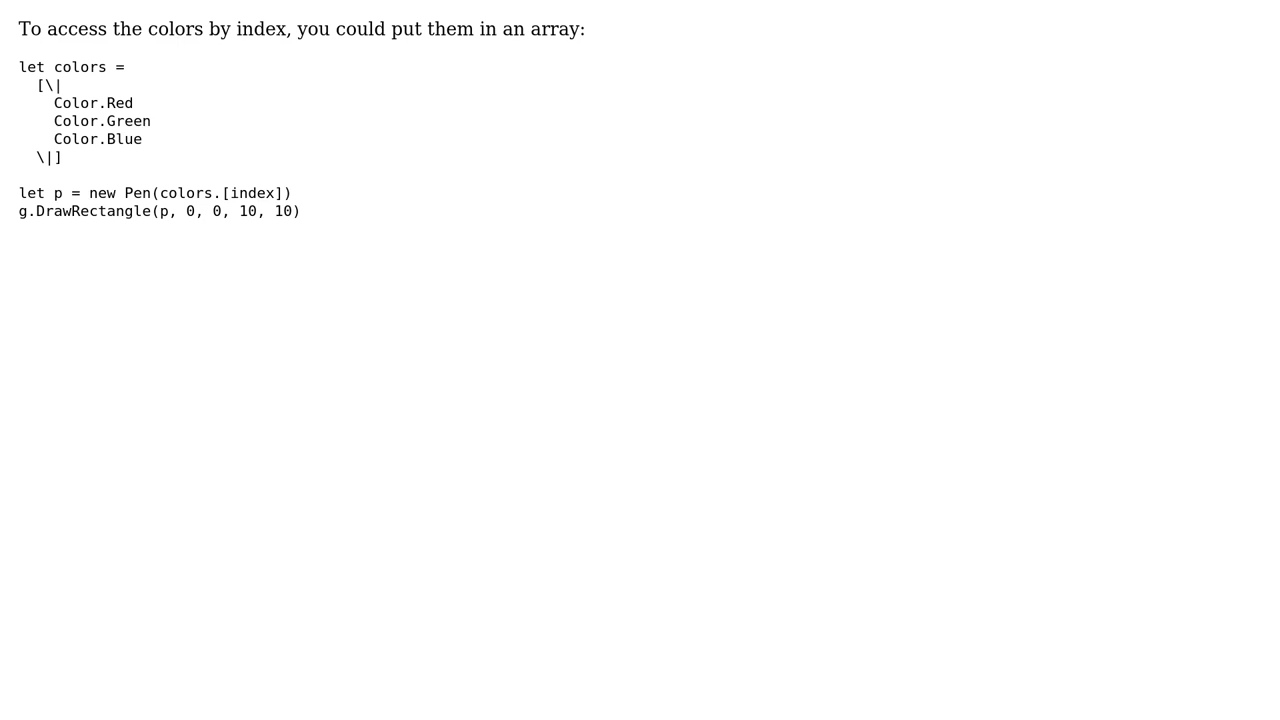 To access the colors by index, you could put them in an array:
let colors =
  [\|
    Color.Red
    Color.Green
    Color.Blue
  \|]

let p = new Pen(colors.[index])
g.DrawRectangle(p, 0, 0, 10, 10)